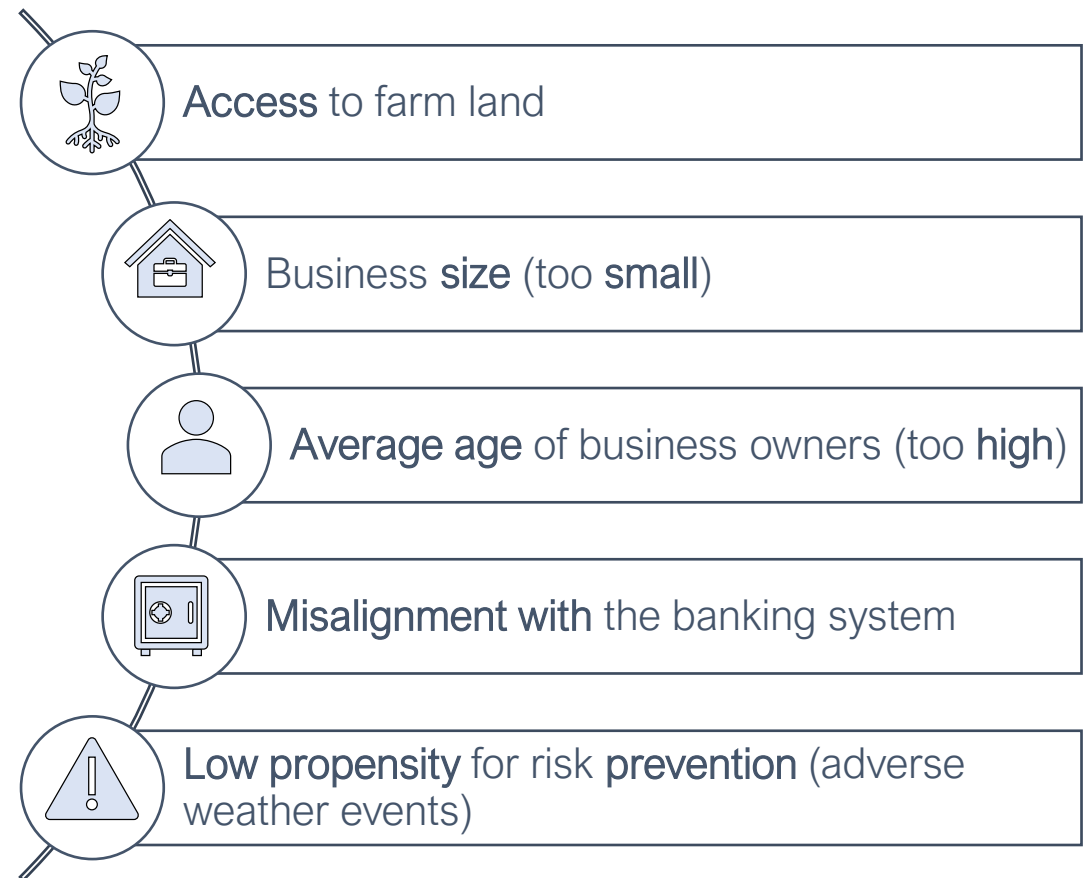 Access to farm land
Business size (too small)
Average age of business owners (too high)
Misalignment with the banking system
Low propensity for risk prevention (adverse
weather events)